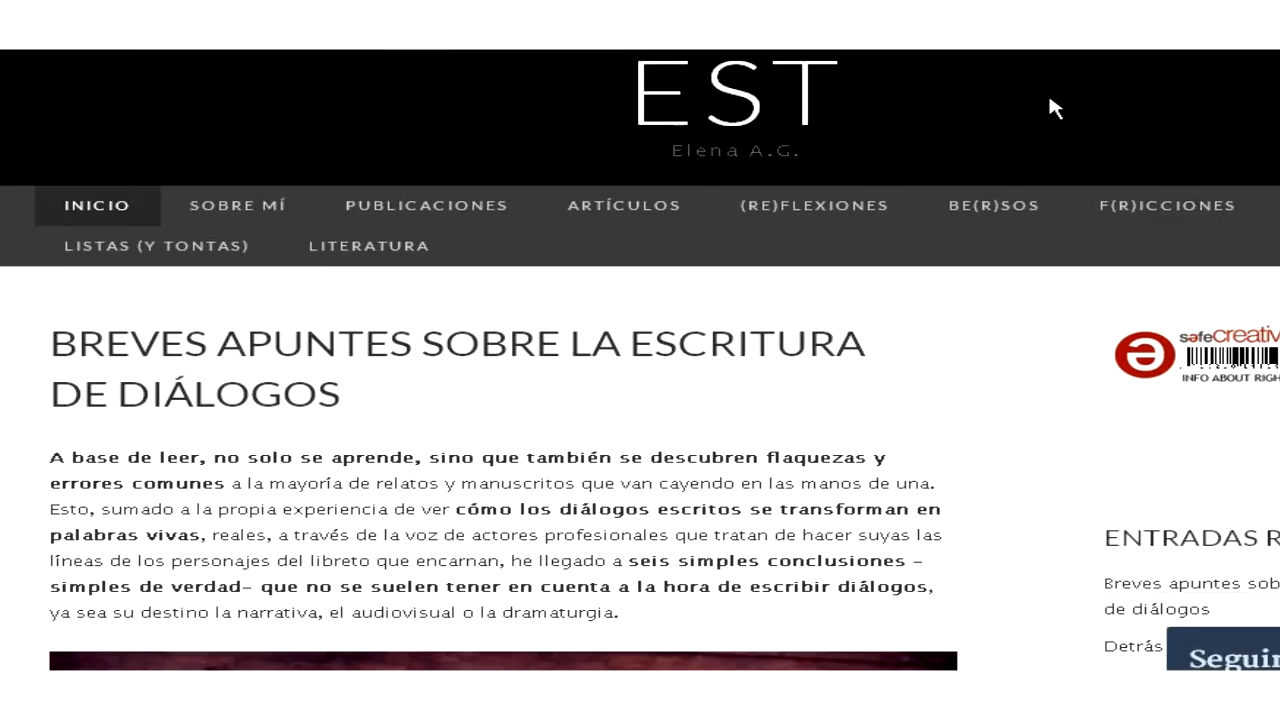 EST
Elena A.G.
INICIO SOBRE MÍ PUBLICACIONES ARTÍCULOS (RE)FLEXIONES BE(R)SOS F(R)ICCIONES
LISTAS (Y TONTAS) LITERATURA
BREVES APUNTES SOBRE LA ESCRITURA
DE DIÁLOGOS
A base de leer, no solo se aprende, sino que también se descubren flaquezas y
errores comunes a la mayoría de relatos y manuscritos que van cayendo en las manos de una.
Esto, sumado a la propia experiencia de ver cómo los diálogos escritos se transforman en
palabras vivas, reales, a través de la voz de actores profesionales que tratan de hacer suyas las
líneas de los personajes del libreto que encarnan, he llegado a seis simples conclusiones –
simples de verdad– que no se suelen tener en cuenta a la hora de escribir diálogos,
ya sea su destino la narrativa, el audiovisual o la dramaturgia.
safeCreativ
INFO ABOUT RIGH
ENTRADAS R
Breves apuntes sob
de diálogos
Detrás
Seguir